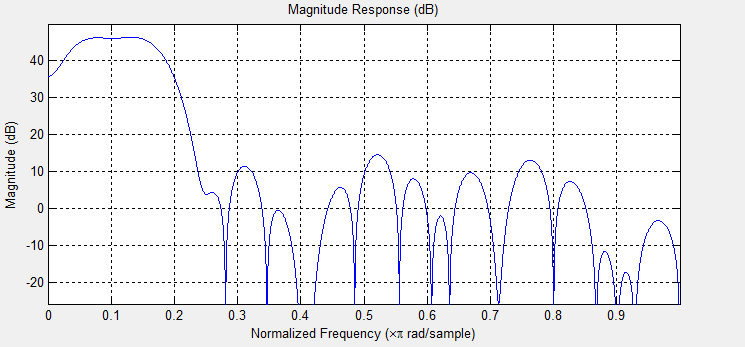 Magnitude Response (dB)
40
30
20
10
0
-10
-20
Magnitude (dB)
0 0.1 0.2 0.3 0.4 0.5 0.6 0.7 0.8 0.9
Normalized Frequency (×π rad/sample)